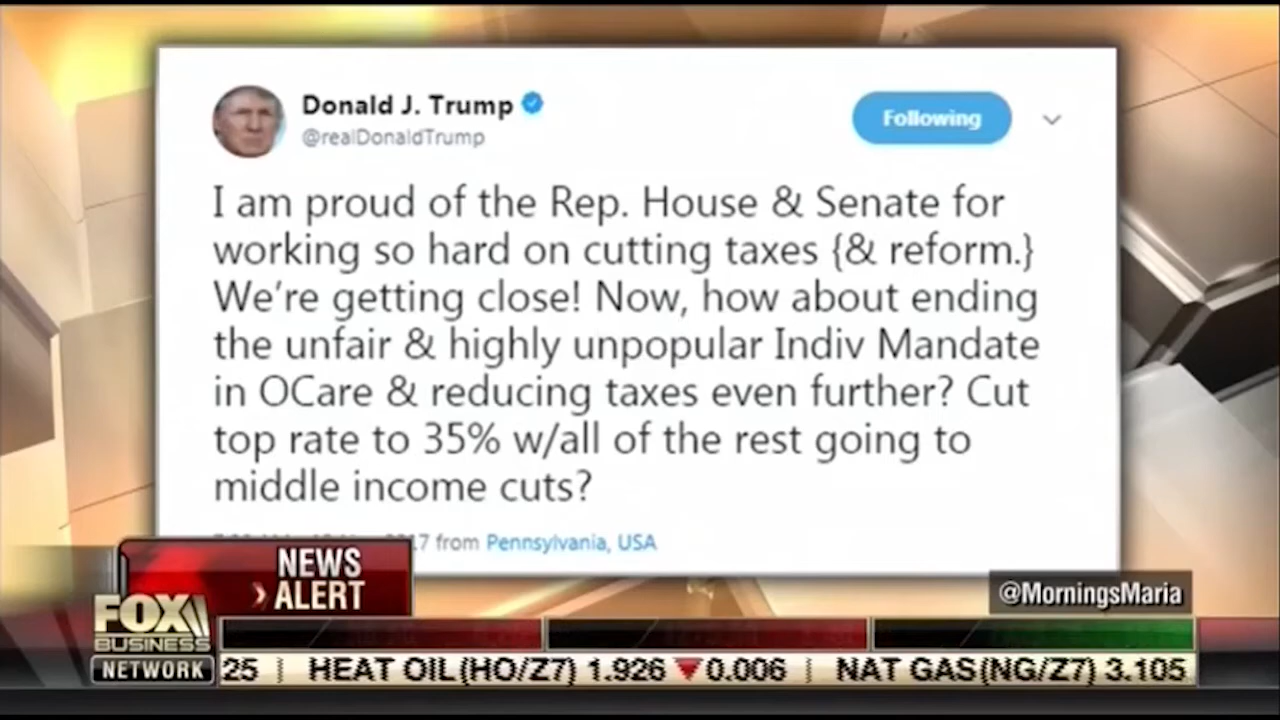 Donald J. Trump
@realDonaldTrump
Following
I am proud of the Rep. House & Senate for
working so hard on cutting taxes {& reform.}
We're getting close! Now, how about ending
the unfair & highly unpopular Indiv Mandate
in OCare & reducing taxes even further? Cut
top rate to 35% w/all of the rest going to
middle income cuts?
from Pennsylvania, USA
NEWS
ALERT
@MorningsMaria
FOX
BUSINESS
NETWORK
25 | HEAT OIL(HO/Z7) 1.926 ▼0.006 | NAT GAS(NG/Z7) 3.105